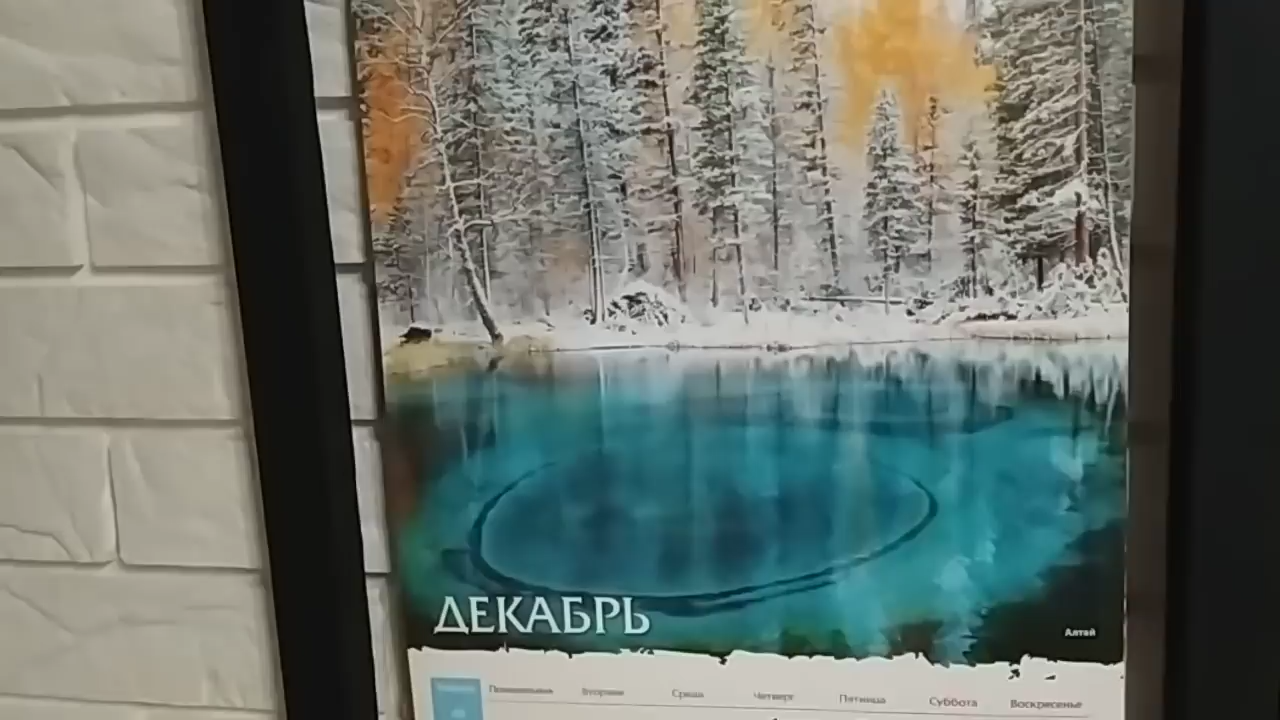 ДЕКАБРЬ
Алтай
Понедельник Вторник Среда Четверг Пятница Суббота Воскресенье